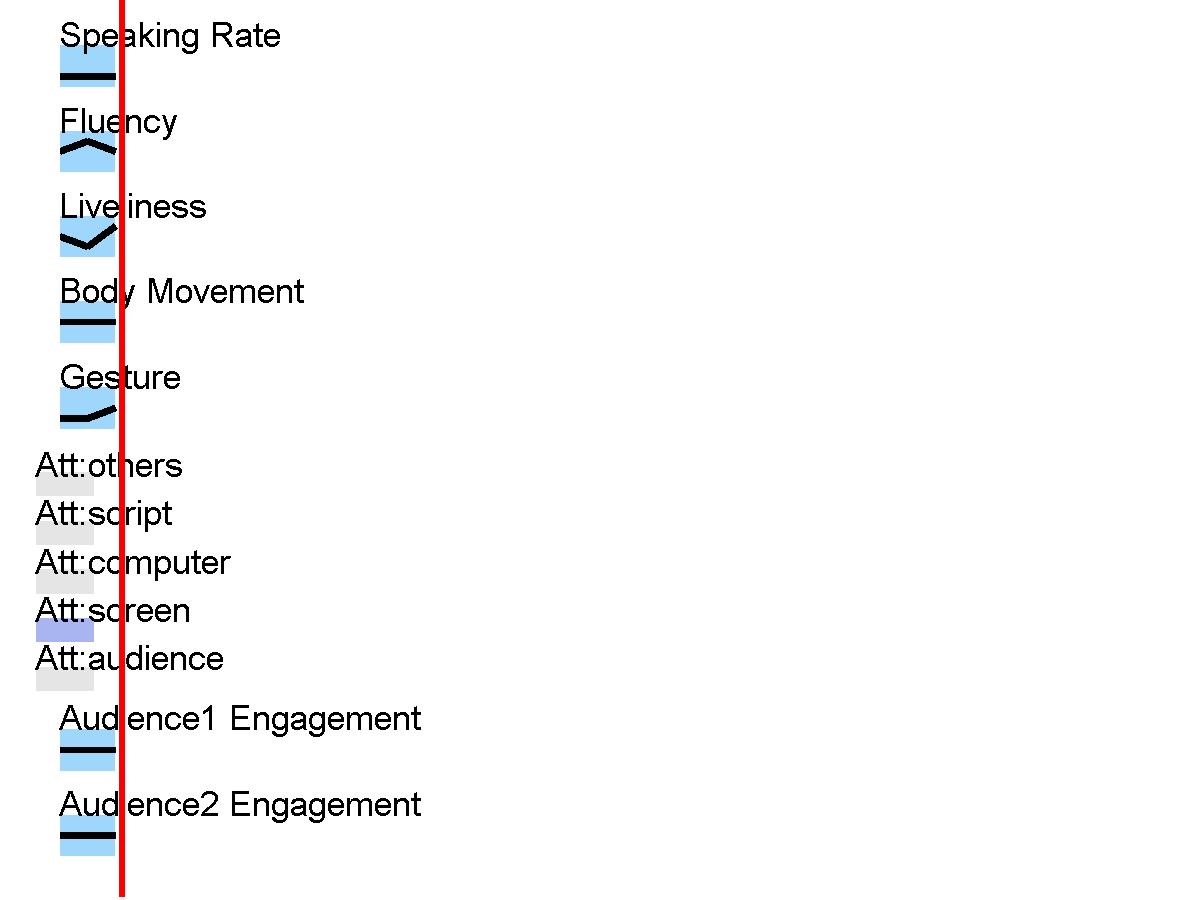 Speaking Rate
Fluency
Liveliness
Body Movement
Gesture
Att:others
Att:script
Att:computer
Att:screen
Att:audience
Audience1 Engagement
Audience2 Engagement